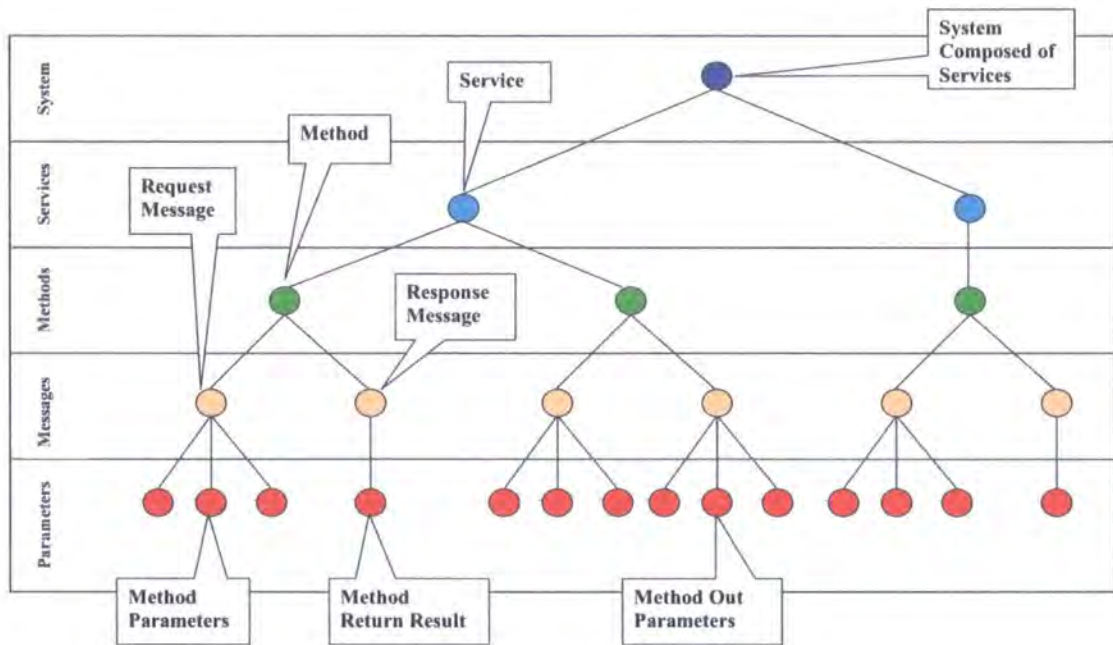 System
Composed of
Services
Service
Method
Request
Message
Response
Message
System
Services
Methods
Messages
Parameters
Method
Parameters
Method
Return Result
Method Out
Parameters